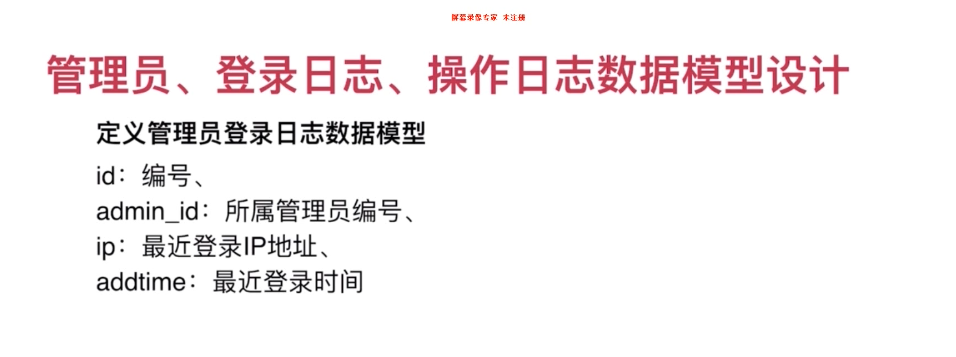 屏幕录像专家 未注册
管理员、登录日志、操作日志数据模型设计
定义管理员登录日志数据模型
id：编号、
admin_id：所属管理员编号、
ip：最近登录IP地址、
addtime：最近登录时间